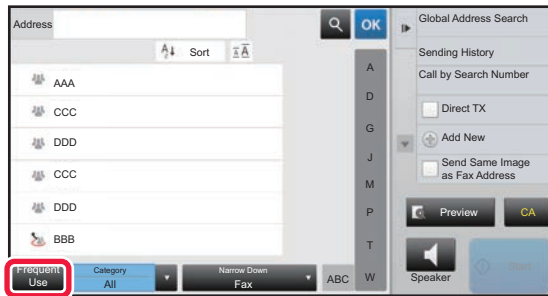 Address
OK
Sort
AAA
CCC
DDD
CCC
DDD
BBB
A
D
G
J
M
P
T
W
Frequent
Use
Category
All
Narrow Down
Fax
ABC
Global Address Search
Sending History
Call by Search Number
Direct TX
Add New
Send Same Image
as Fax Address
Preview
CA
Speaker
Start